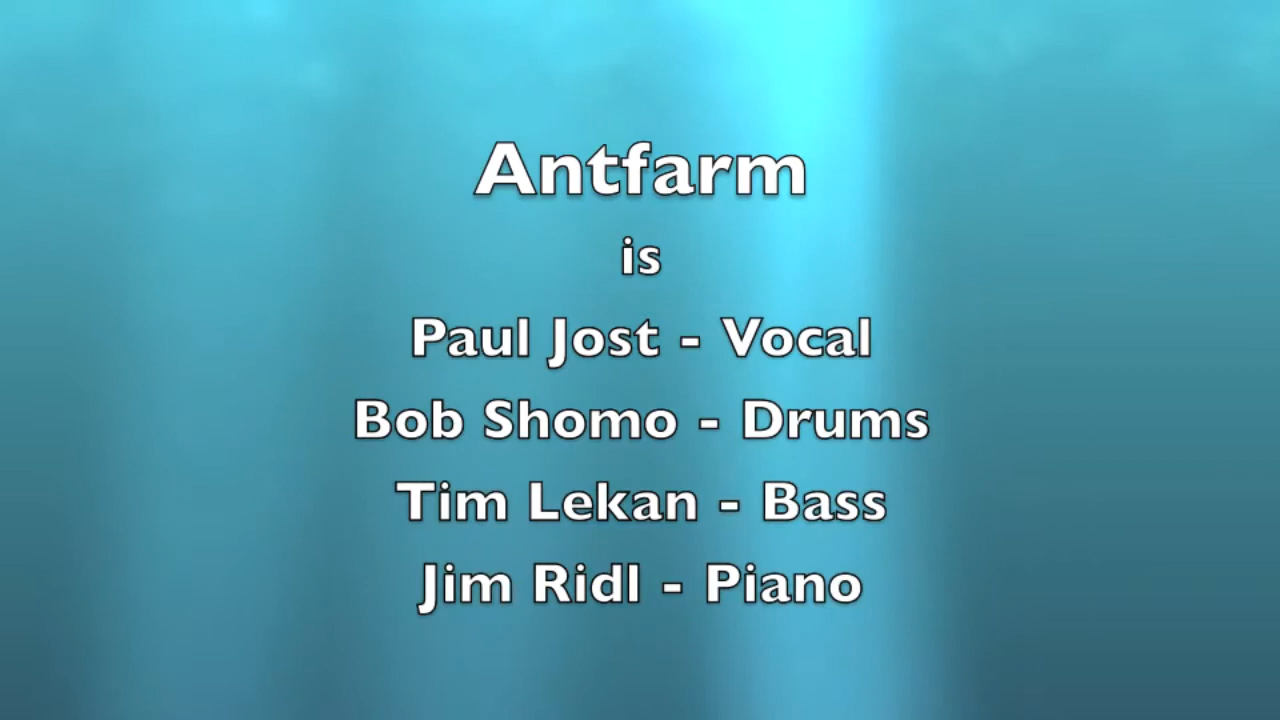 Antfarm
is
Paul Jost - Vocal
Bob Shomo - Drums
Tim Lekan - Bass
Jim Ridl - Piano